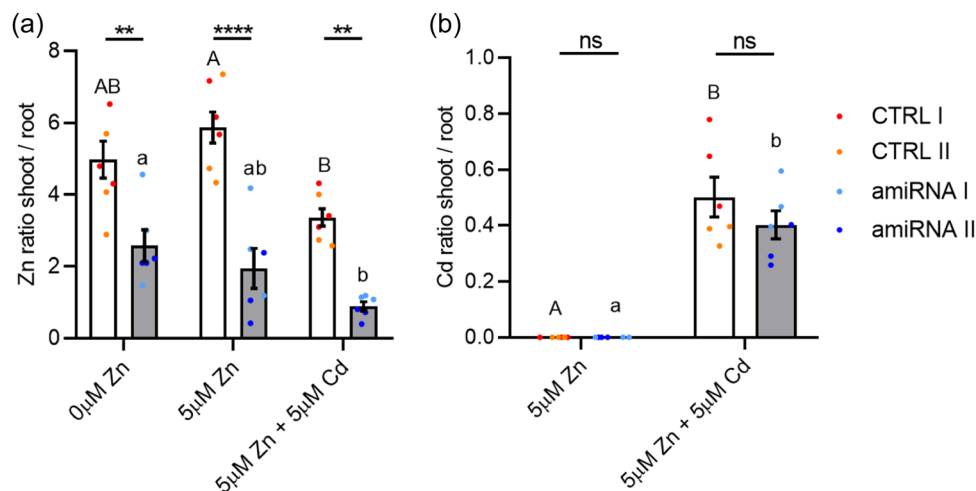 (a)
Zn ratio shoot / root
8
6
4
2
0
** **** **
AB a A ab B b
0µM Zn
5µM Zn
5µM Zn + 5µM Cd
(b)
Cd ratio shoot / root
1.0
0.8
0.6
0.4
0.2
0.0
ns ns
A a B b
5µM Zn
5µM Zn + 5µM Cd
CTRL I
CTRL II
amiRNA I
amiRNA II